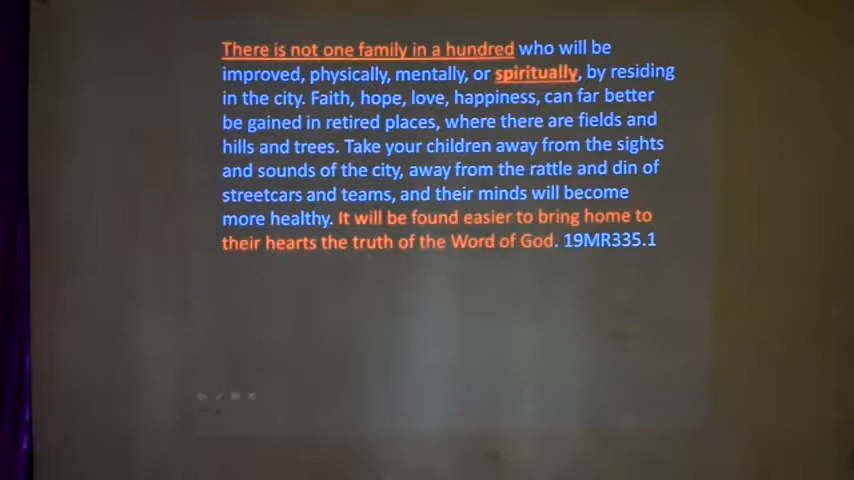 There is not one family in a hundred who will be
improved, physically, mentally, or spiritually, by residing
in the city. Faith, hope, love, happiness, can far better
be gained in retired places, where there are fields and
hills and trees. Take your children away from the sights
and sounds of the city, away from the rattle and din of
streetcars and teams, and their minds will become
more healthy. It will be found easier to bring home to
their hearts the truth of the Word of God. 19MR335.1